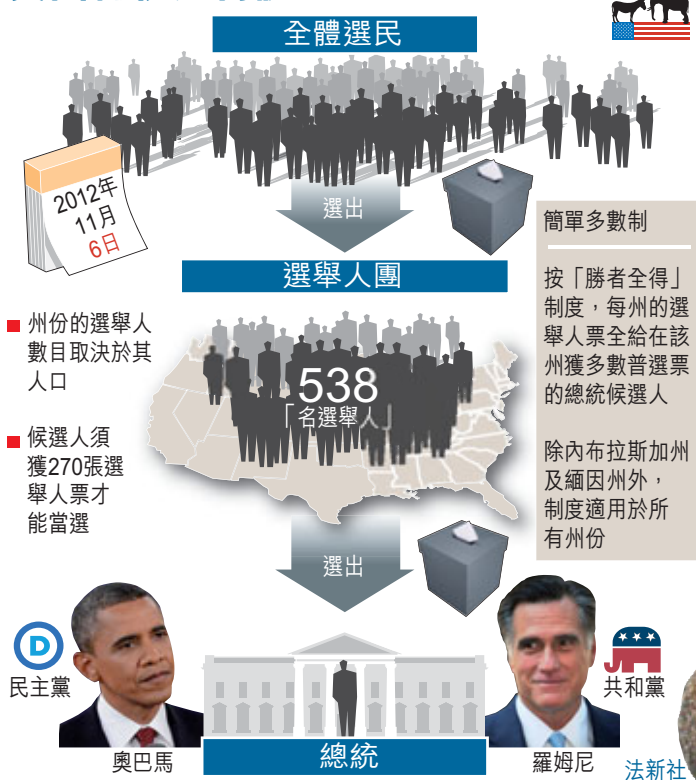 全體選民
2012年
11月
6日
選出
選舉人團
簡單多數制
按「勝者全得」
制度，每州的選
舉人票全給在該
州獲多數普選票
的總統候選人
除內布拉斯加州
及緬因州外，
制度適用於所
有州份
州份的選舉人
數目取決於其
人口
候選人須
獲270張選
舉人票才
能當選
538
「名選舉人」
選出
D
民主黨
共和黨
奧巴馬
總統
羅姆尼
法新社